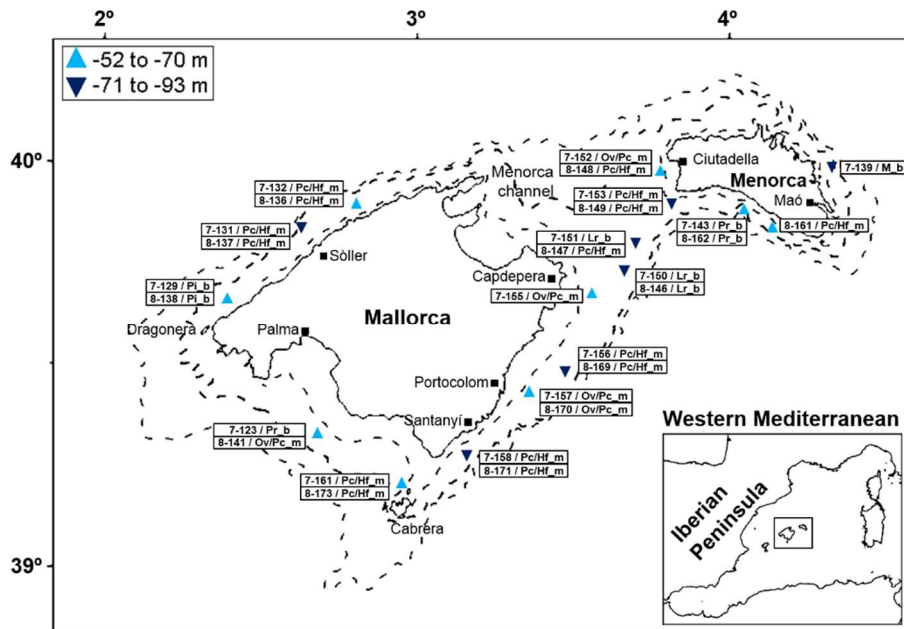 2º 3º 4º
-52 to -70 m
-71 to -93 m
40º
39º
7-152 / Ov/Pc_m
8-148 / Pc/Hf_m
Ciutadella
7-139 / M_b
Menorca
channel
Menorca
7-132 / Pc/Hf_m
8-136 / Pc/Hf_m
7-153 / Pc/Hf_m
8-149 / Pc/Hf_m
Maó
7-131 / Pc/Hf_m
8-137 / Pc/Hf_m
7-143 / Pr_b
8-162 / Pr_b
8-161 / Pc/Hf_m
7-151 / Lr_b
8-147 / Pc/Hf_m
Sòller
Capdepera
7-150 / Lr_b
8-146 / Lr_b
7-129 / Pi_b
8-138 / Pi_b
7-155 / Ov/Pc_m
Dragonera
Palma
Mallorca
7-156 / Pc/Hf_m
8-169 / Pc/Hf_m
Portocolom
7-157 / Ov/Pc_m
8-170 / Ov/Pc_m
Santanyí
7-123 / Pr_b
8-141 / Ov/Pc_m
7-158 / Pc/Hf_m
8-171 / Pc/Hf_m
7-161 / Pc/Hf_m
8-173 / Pc/Hf_m
Cabrera
Western Mediterranean
Iberian
Peninsula